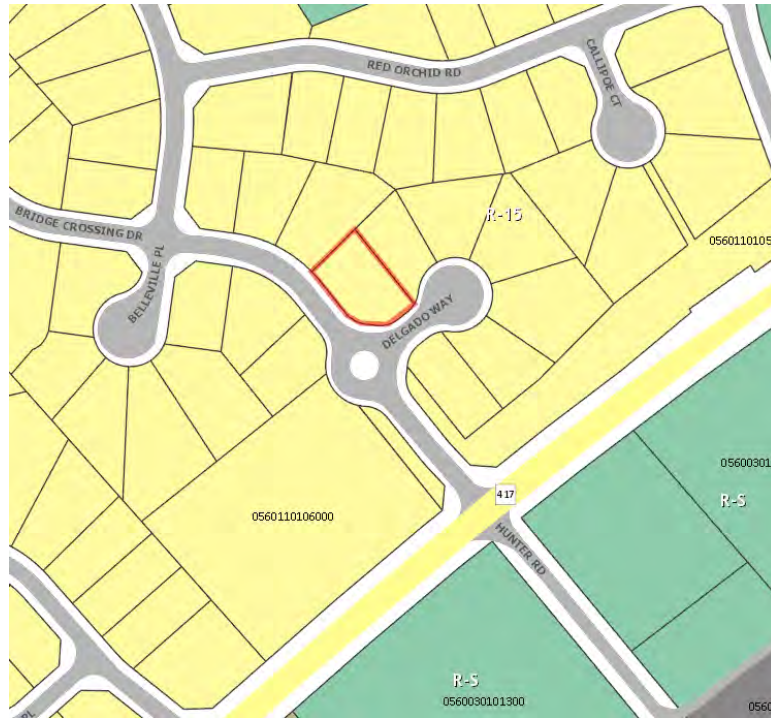 RED ORCHID RD
CALLIPOE CT
R-15
BRIDGE CROSSING DR
BELLEVILLE PL
0560110105
DELGADO WAY
05600301
417
R-S
0560110106000
HUNTER RD
R-S
0560030101300
0560
PL